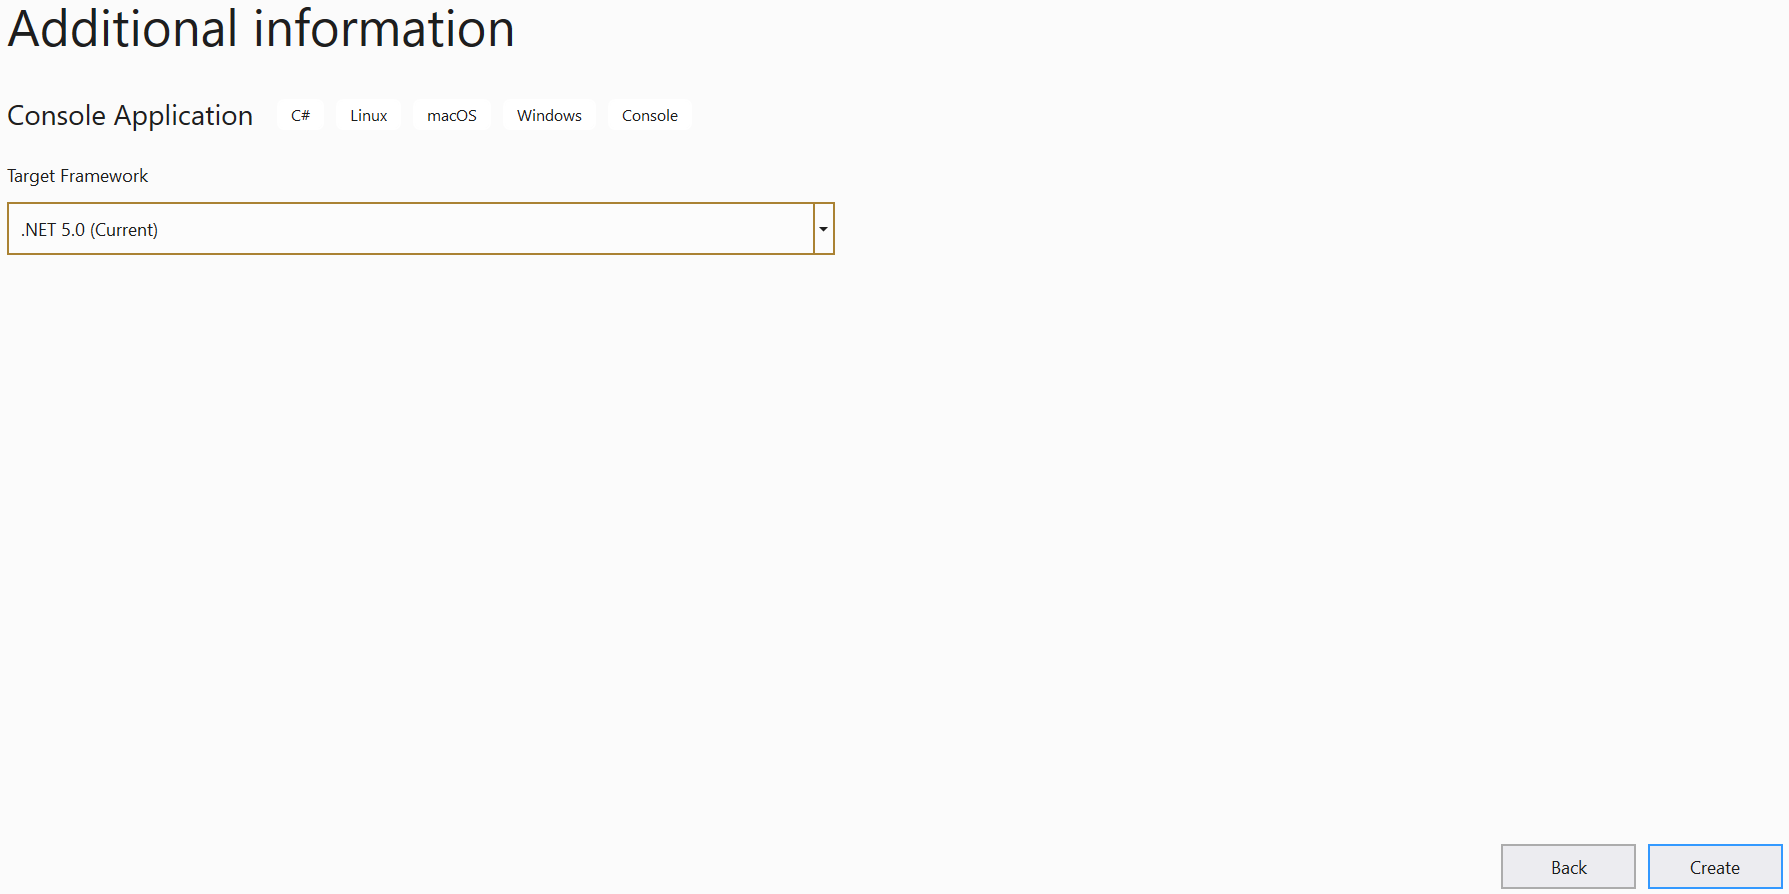 Additional information
Console Application C# Linux macOS Windows Console
Target Framework
.NET 5.0 (Current)
Back Create